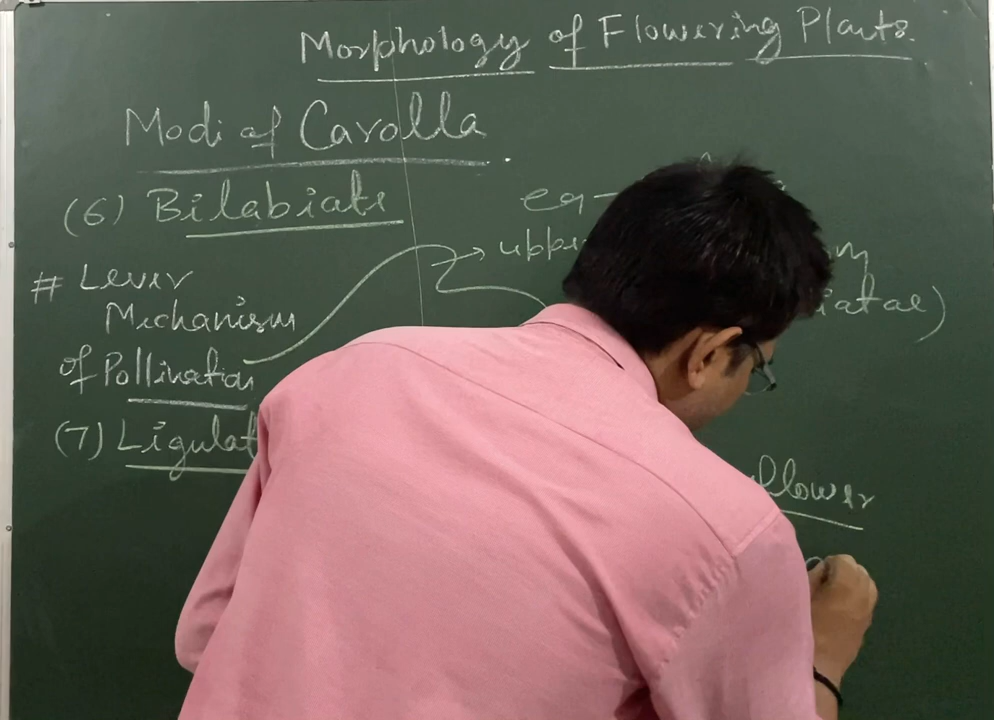 Morphology of Flowering Plants.
Modi of Carolla
(6) Bilabiate
eg-
uppe
# Lever
Mechanism
iatae)
of Pollination
(7) Ligulat
flower